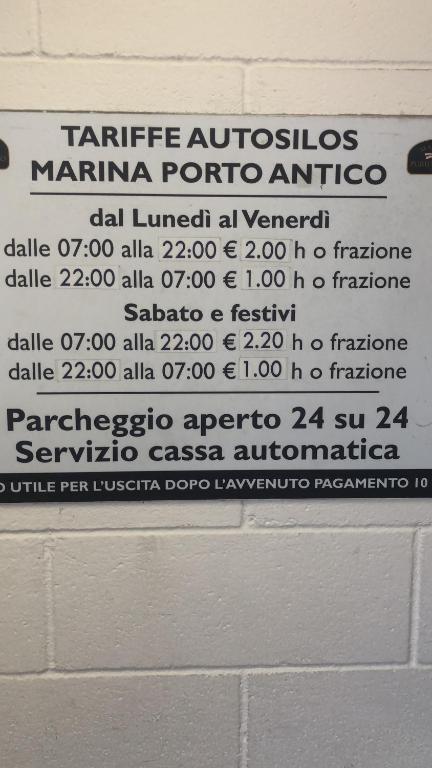 TARIFFE AUTOSILOS
MARINA PORTO ANTICO
dal Lunedì al Venerdì
dalle 07:00 alla 22:00 € 2.00 h o frazione
dalle 22:00 alla 07:00 € 1.00 h o frazione
Sabato e festivi
dalle 07:00 alla 22:00 € 2.20 h o frazione
dalle 22:00 alla 07:00 € 1.00 h o frazione
Parcheggio aperto 24 su 24
Servizio cassa automatica
UTILE PER L'USCITA DOPO L'AVVENUTO PAGAMENTO 10